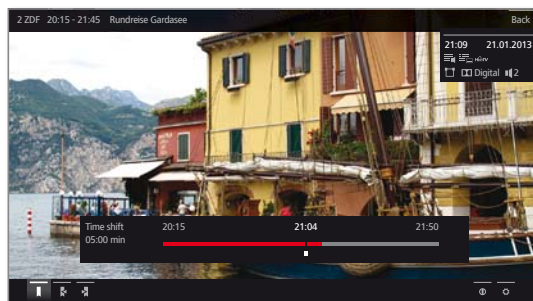 2 ZDF 20:15 - 21:45 Rundreise Gardasee
Back
21:09 21.01.2013
Digital 2
Time shift 20:15 21:04 21:50
05:00 min